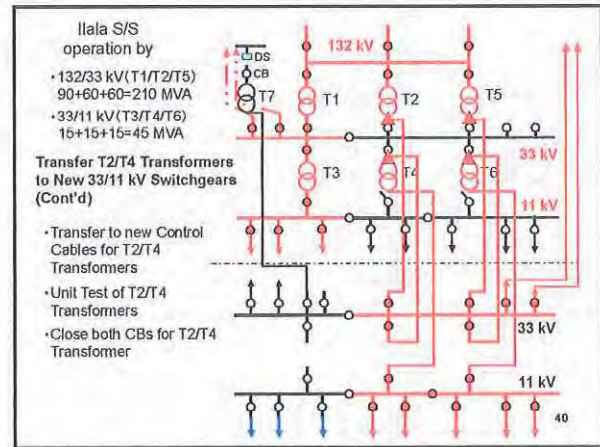 Ilala S/S
operation by
・132/33 kV(T1/T2/T5)
90+60+60=210 MVA
・33/11 kV(T3/T4/T6)
15+15+15=45 MVA
Transfer T2/T4 Transformers
to New 33/11 kV Switchgears
(Cont'd)
・Transfer to new Control
Cables for T2/T4
Transformers
・Unit Test of T2/T4
Transformers
・Close both CBs for T2/T4
Transformer
DS
CB
T7
132 kV
T1
T2
T5
33 kV
T3
T4
T6
11 kV
33 kV
11 kV
40